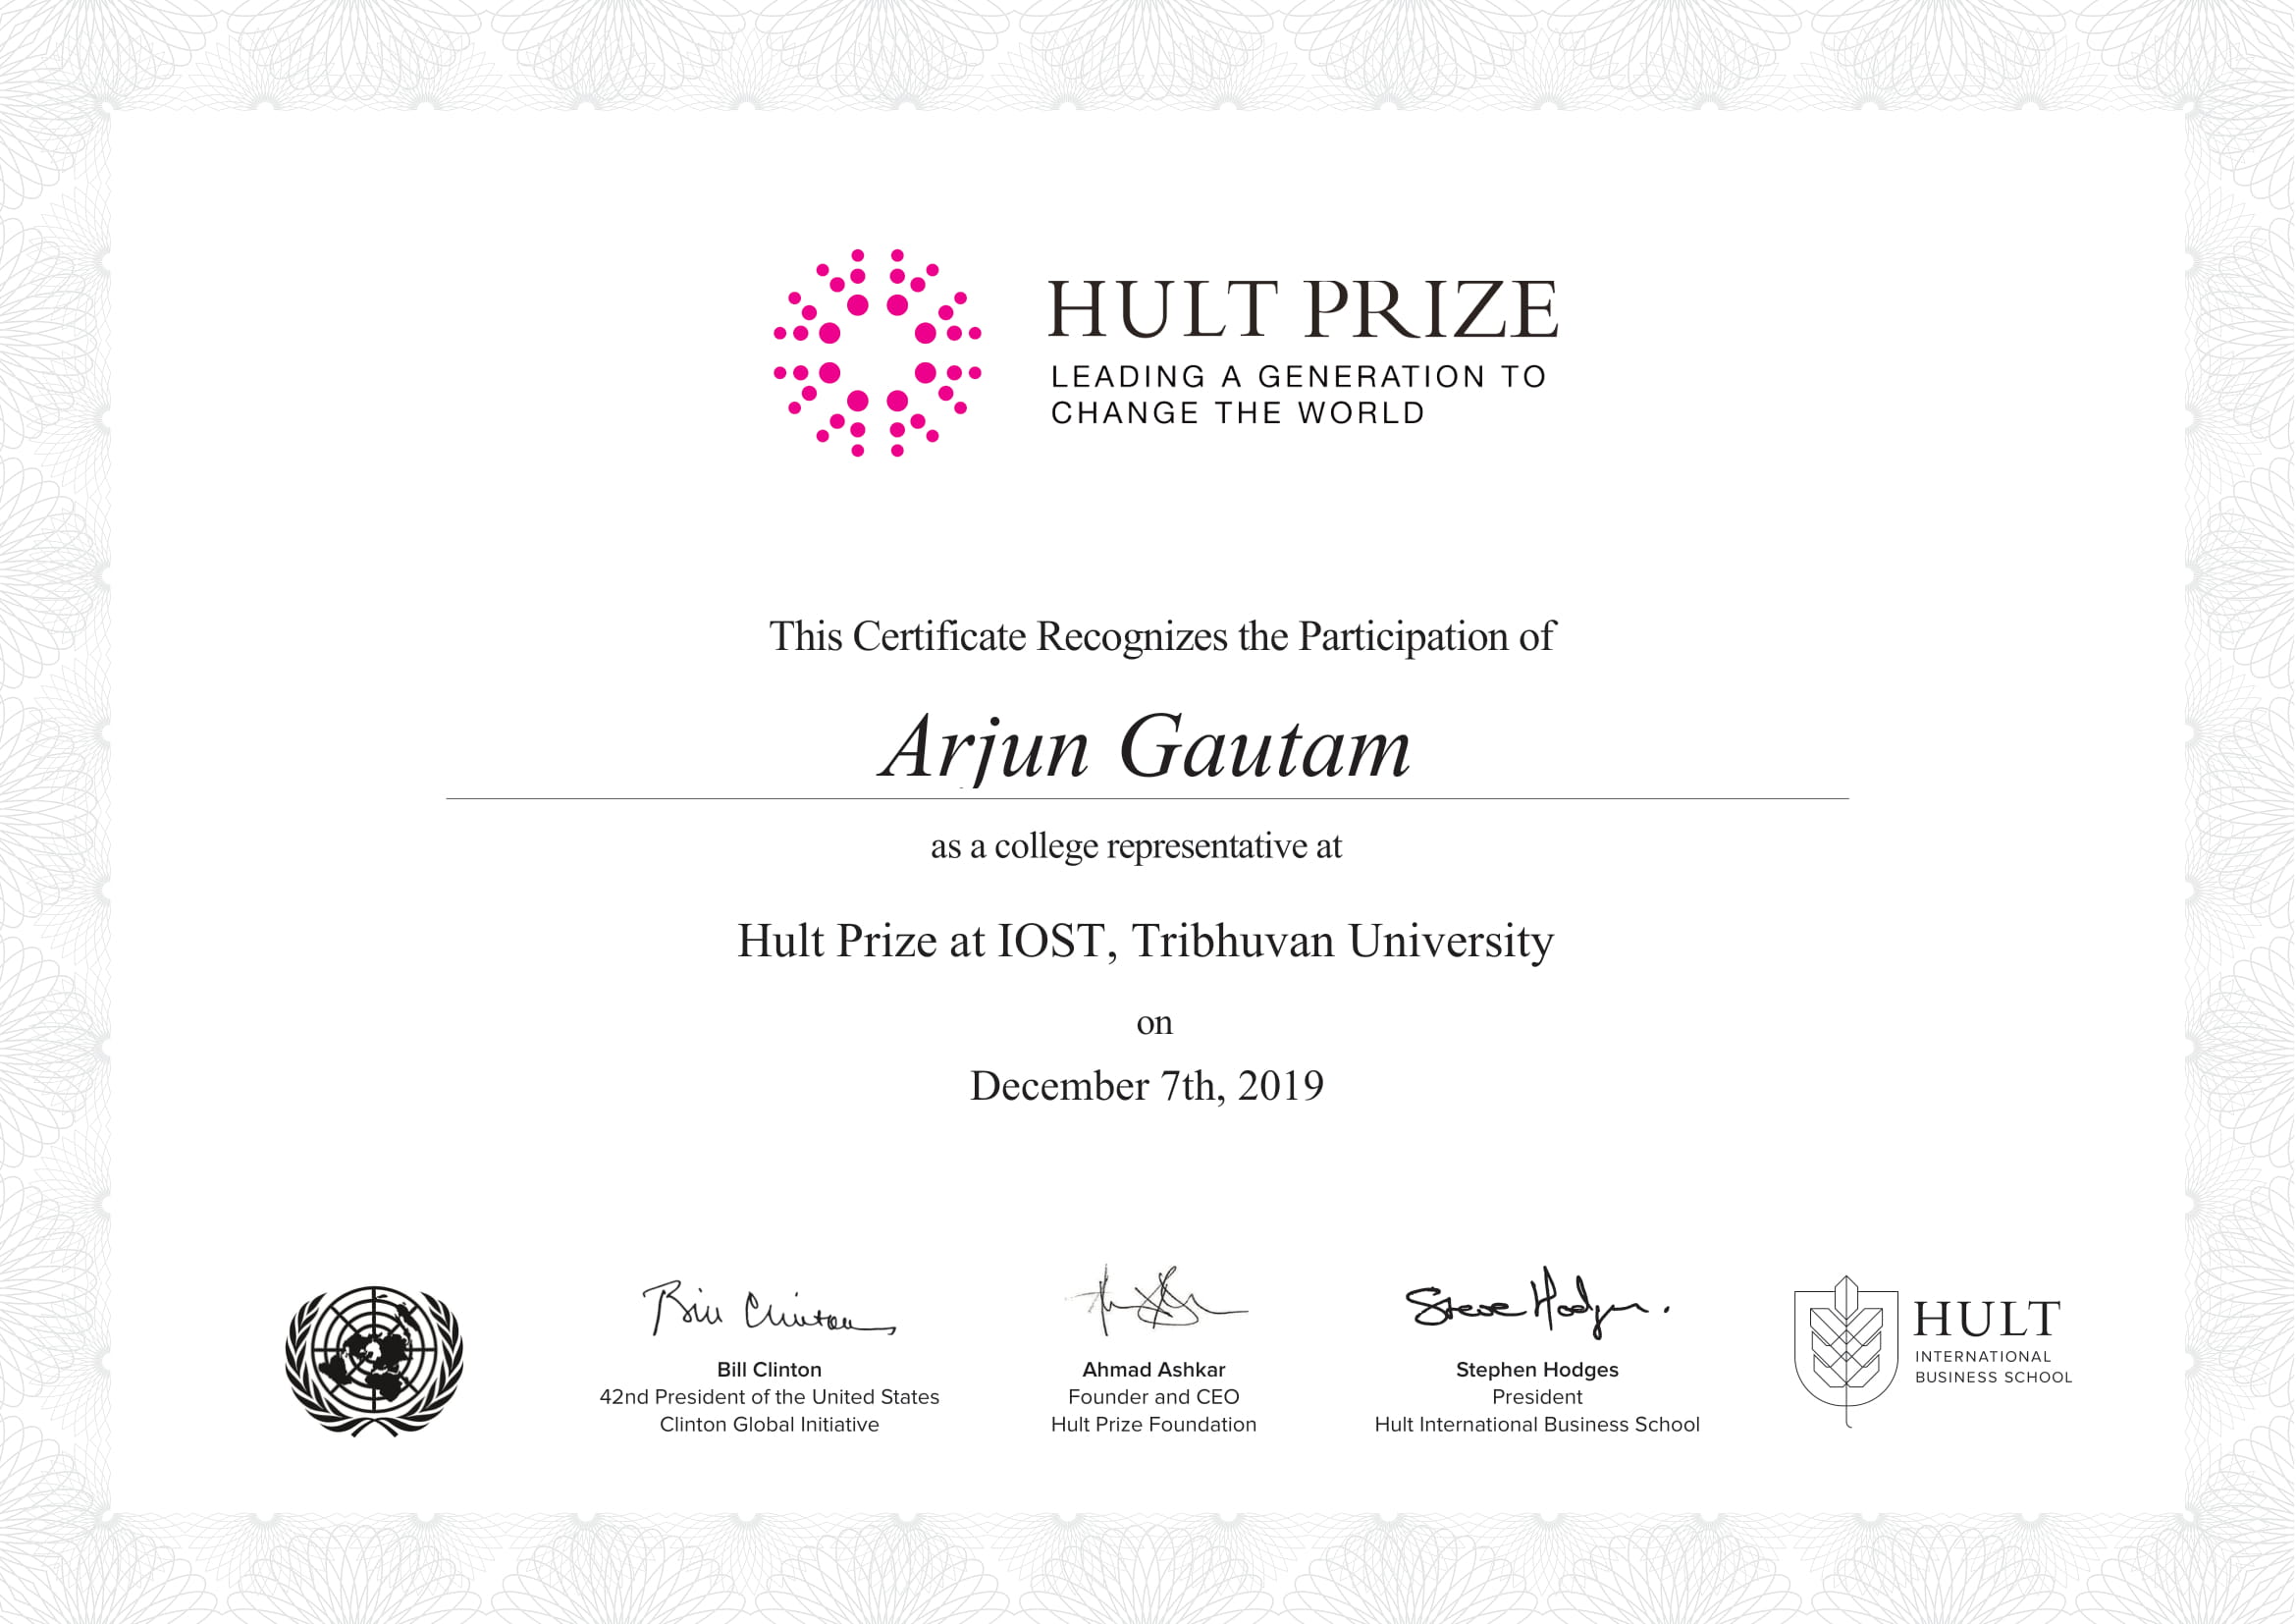 HULT PRIZE
LEADING A GENERATION TO
CHANGE THE WORLD
This Certificate Recognizes the Participation of
Arjun Gautam
as a college representative at
Hult Prize at IOST, Tribhuvan University
on
December 7th, 2019
Bill Clinton
Bill Clinton
42nd President of the United States
Clinton Global Initiative
Ahmad Ashkar
Founder and CEO
Hult Prize Foundation
Steve Hodges.
Stephen Hodges
President
Hult International Business School
HULT
INTERNATIONAL
BUSINESS SCHOOL